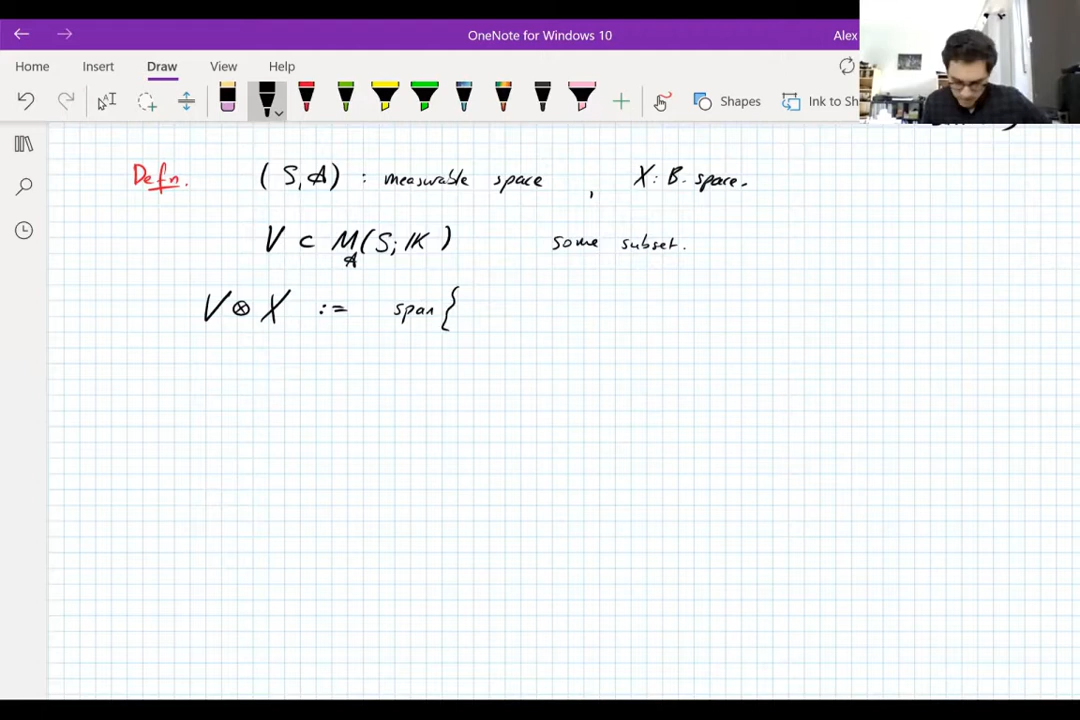 OneNote for Windows 10
Alex
Home Insert Draw View Help
Shapes Ink to Sh
Defn. (S, A) : measurable space , X : B. space.
V ⊂ M_A(S; K) some subset.
V ⊗ X := span {